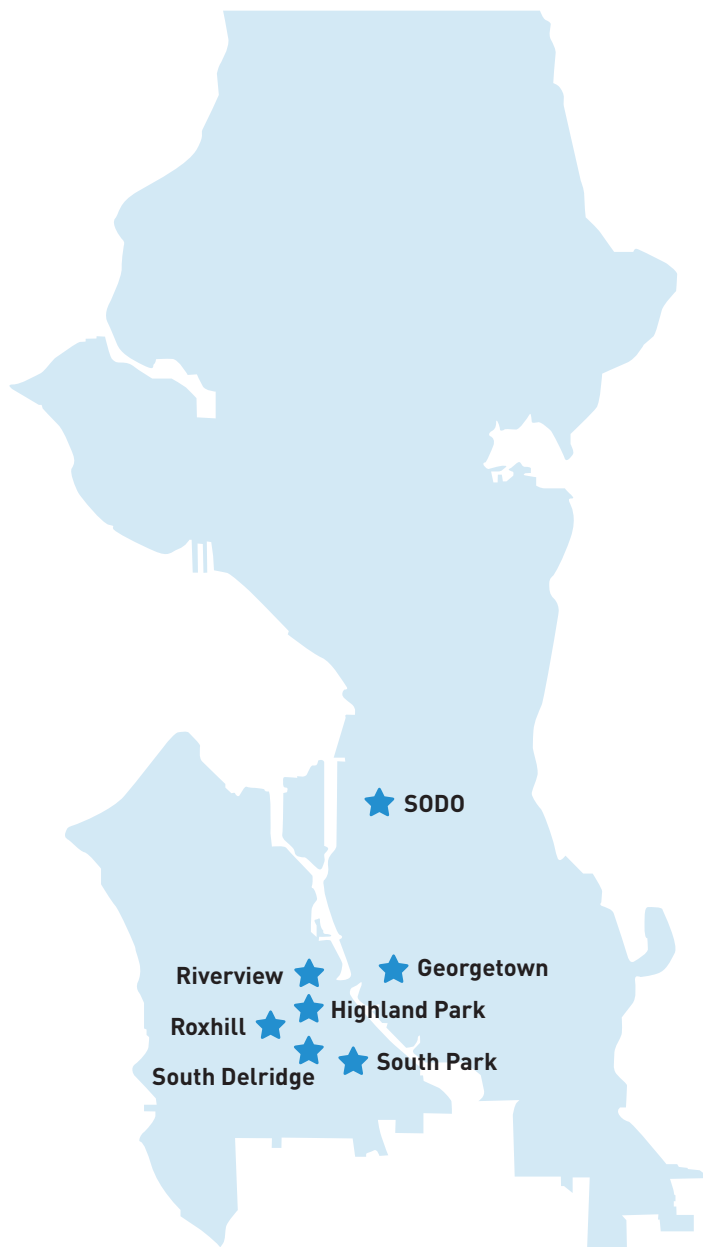 SODO
Georgetown
Riverview
Highland Park
Roxhill
South Park
South Delridge